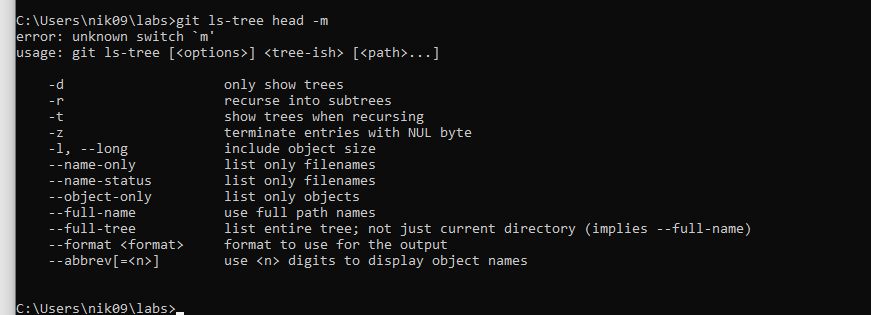 C:\Users\nik09\labs>git ls-tree head -m
error: unknown switch `m'
usage: git ls-tree [<options>] <tree-ish> [<path>...]

    -d                    only show trees
    -r                    recurse into subtrees
    -t                    show trees when recursing
    -z                    terminate entries with NUL byte
    -l, --long            include object size
    --name-only           list only filenames
    --name-status         list only filenames
    --object-only         list only objects
    --full-name           use full path names
    --full-tree           list entire tree; not just current directory (implies --full-name)
    --format <format>     format to use for the output
    --abbrev[=<n>]        use <n> digits to display object names

C:\Users\nik09\labs>